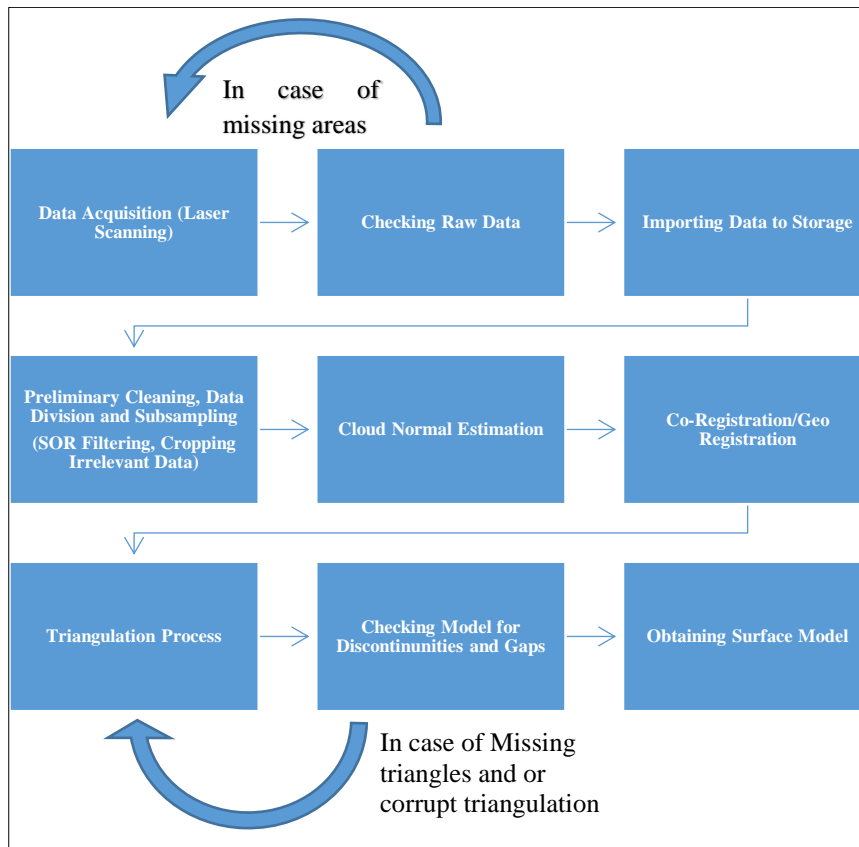 In case of
missing areas
Data Acquisition (Laser
Scanning)
Checking Raw Data
Importing Data to Storage
Preliminary Cleaning, Data
Division and Subsampling
(SOR Filtering, Cropping
Irrelevant Data)
Cloud Normal Estimation
Co-Registration/Geo
Registration
Triangulation Process
Checking Model for
Discontinunities and Gaps
Obtaining Surface Model
In case of Missing
triangles and or
corrupt triangulation